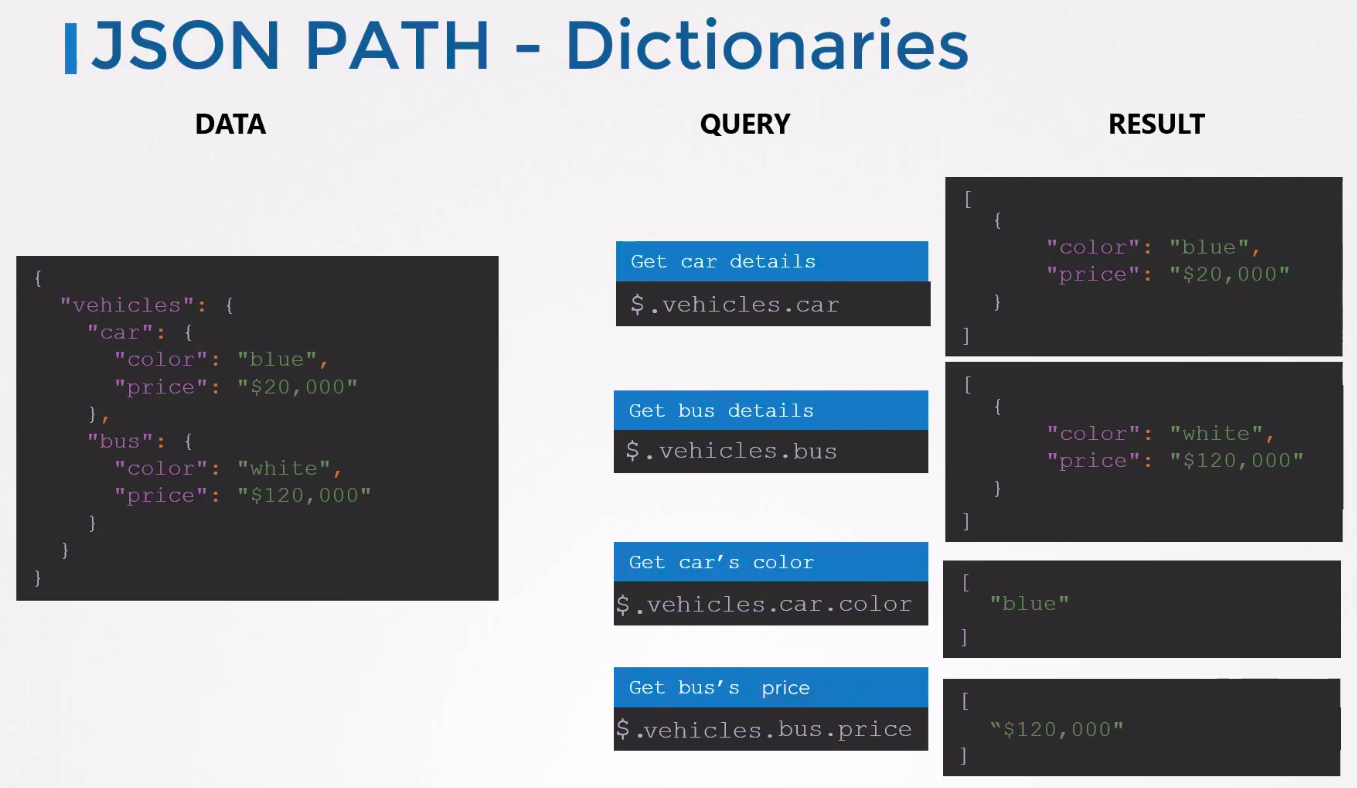 JSON PATH - Dictionaries
DATA
QUERY
RESULT
{
"vehicles": {
"car": {
"color": "blue",
"price": "$20,000"
},
"bus": {
"color": "white",
"price": "$120,000"
}
}
}
Get car details
$.vehicles.car
Get bus details
$.vehicles.bus
Get car’s color
$.vehicles.car.color
Get bus’s price
$.vehicles.bus.price
[
{
"color": "blue",
"price": "$20,000"
}
]
[
{
"color": "white",
"price": "$120,000"
}
]
[
"blue"
]
[
“$120,000"
]